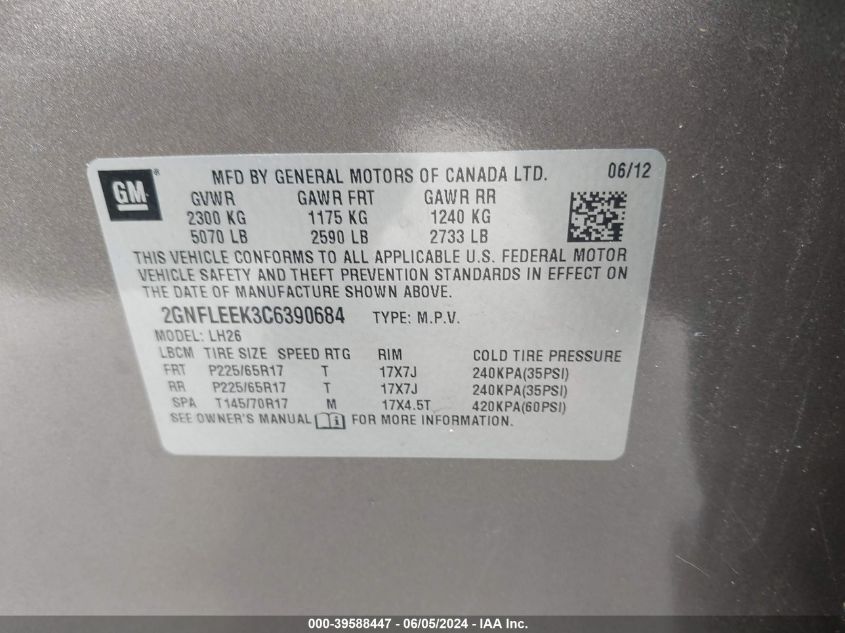 GM ® MFD BY GENERAL MOTORS OF CANADA LTD. 06/12
GVWR GAWR FRT GAWR RR
2300 KG 1175 KG 1240 KG
5070 LB 2590 LB 2733 LB
THIS VEHICLE CONFORMS TO ALL APPLICABLE U.S. FEDERAL MOTOR
VEHICLE SAFETY AND THEFT PREVENTION STANDARDS IN EFFECT ON
THE DATE OF MANUFACTURE SHOWN ABOVE.
2GNFLEEK3C6390684 TYPE: M.P.V.
MODEL: LH26
LBCM TIRE SIZE SPEED RTG RIM COLD TIRE PRESSURE
FRT P225/65R17 T 17X7J 240KPA(35PSI)
RR P225/65R17 T 17X7J 240KPA(35PSI)
SPA T145/70R17 M 17X4.5T 420KPA(60PSI)
SEE OWNER'S MANUAL FOR MORE INFORMATION.
000-39588447 - 06/05/2024 - IAA Inc.